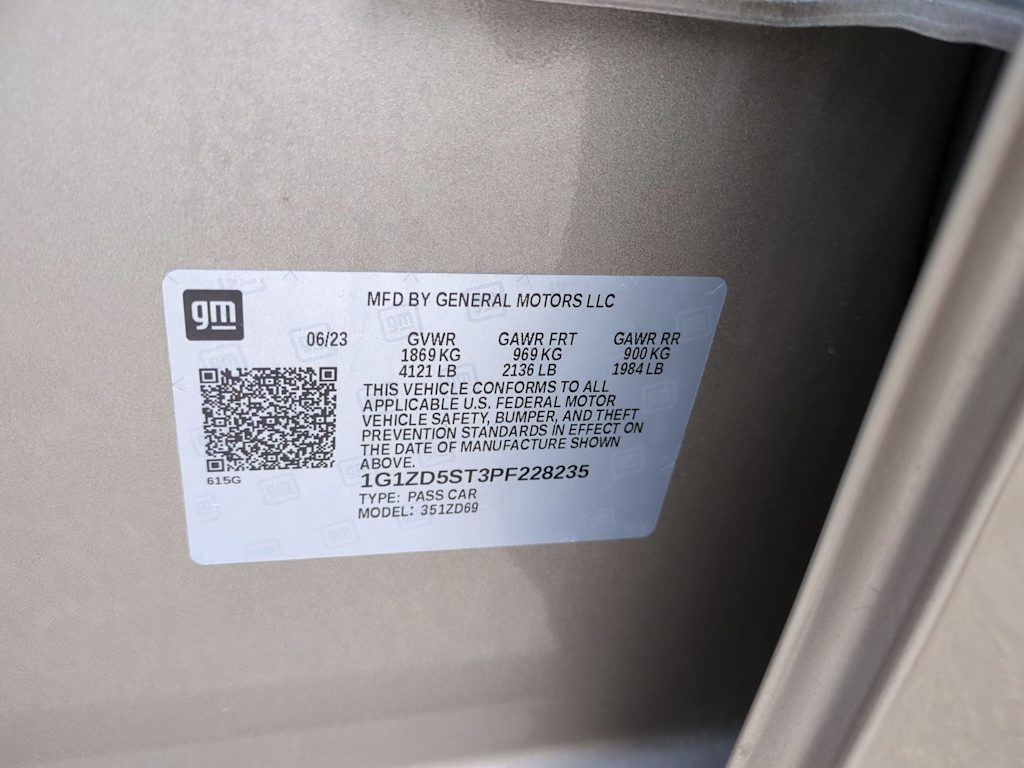 gm
MFD BY GENERAL MOTORS LLC
06/23 GVWR GAWR FRT GAWR RR
1869 KG 969 KG 900 KG
4121 LB 2136 LB 1984 LB
THIS VEHICLE CONFORMS TO ALL
APPLICABLE U.S. FEDERAL MOTOR
VEHICLE SAFETY, BUMPER, AND THEFT
PREVENTION STANDARDS IN EFFECT ON
THE DATE OF MANUFACTURE SHOWN
ABOVE.
615G
1G1ZD5ST3PF228235
TYPE: PASS CAR
MODEL: 351ZD69